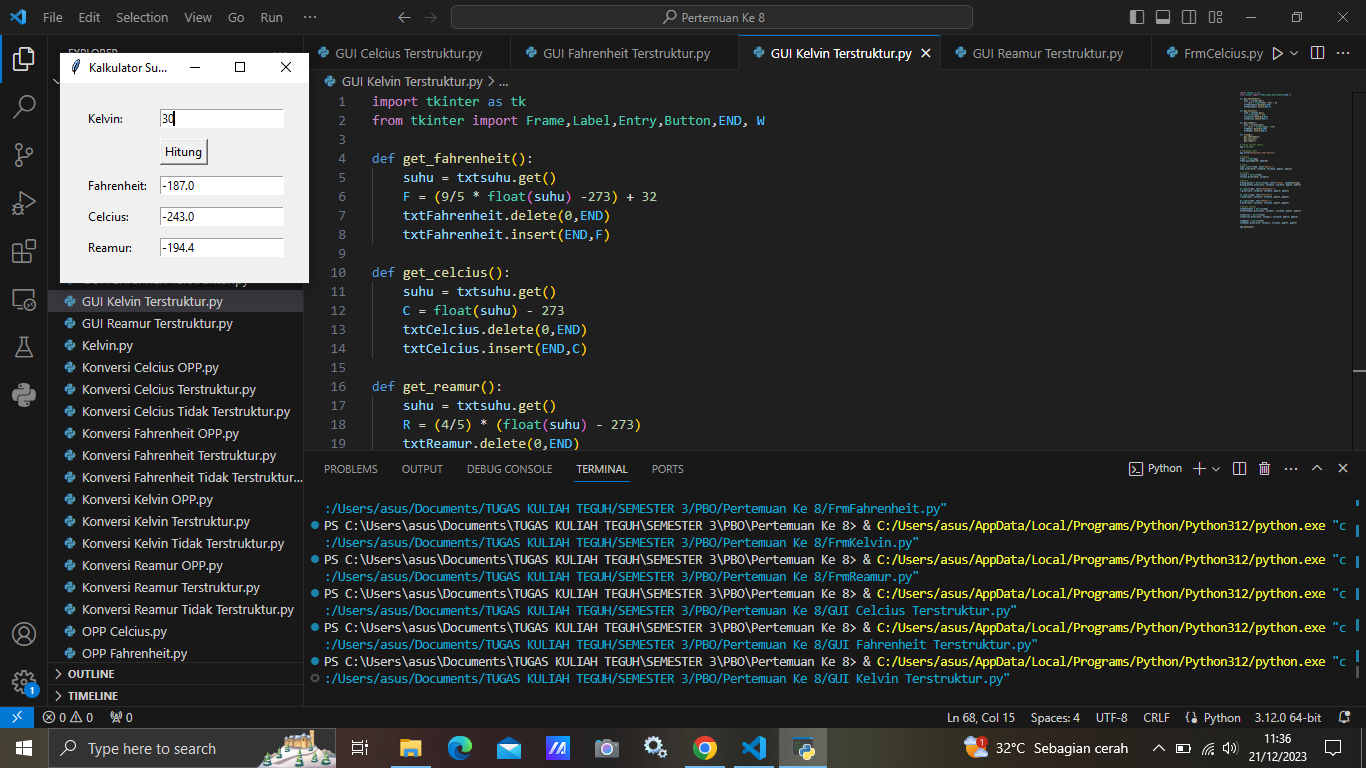 File Edit Selection View Go Run ···
Pertemuan Ke 8
EXPLORER
GUI Celcius Terstruktur.py
GUI Fahrenheit Terstruktur.py
GUI Kelvin Terstruktur.py
GUI Reamur Terstruktur.py
FrmCelcius.py
GUI Kelvin Terstruktur.py > ...
Kalkulator Su...
Kelvin: 30
Hitung
Fahrenheit: -187.0
Celcius: -243.0
Reamur: -194.4
GUI Kelvin Terstruktur.py
GUI Reamur Terstruktur.py
Kelvin.py
Konversi Celcius OPP.py
Konversi Celcius Terstruktur.py
Konversi Celcius Tidak Terstruktur.py
Konversi Fahrenheit OPP.py
Konversi Fahrenheit Terstruktur.py
Konversi Fahrenheit Tidak Terstruktur...
Konversi Kelvin OPP.py
Konversi Kelvin Terstruktur.py
Konversi Kelvin Tidak Terstruktur.py
Konversi Reamur OPP.py
Konversi Reamur Terstruktur.py
Konversi Reamur Tidak Terstruktur.py
OPP Celcius.py
OPP Fahrenheit.py
OUTLINE
TIMELINE
1 import tkinter as tk
2 from tkinter import Frame,Label,Entry,Button,END, W
3
4 def get_fahrenheit():
5 suhu = txtsuhu.get()
6 F = (9/5 * float(suhu) -273) + 32
7 txtFahrenheit.delete(0,END)
8 txtFahrenheit.insert(END,F)
9
10 def get_celcius():
11 suhu = txtsuhu.get()
12 C = float(suhu) - 273
13 txtCelcius.delete(0,END)
14 txtCelcius.insert(END,C)
15
16 def get_reamur():
17 suhu = txtsuhu.get()
18 R = (4/5) * (float(suhu) - 273)
19 txtReamur.delete(0,END)
PROBLEMS OUTPUT DEBUG CONSOLE TERMINAL PORTS
Python
:/Users/asus/Documents/TUGAS KULIAH TEGUH/SEMESTER 3/PBO/Pertemuan Ke 8/FrmFahrenheit.py"
PS C:\Users\asus\Documents\TUGAS KULIAH TEGUH\SEMESTER 3\PBO\Pertemuan Ke 8> & C:/Users/asus/AppData/Local/Programs/Python/Python312/python.exe "c
:/Users/asus/Documents/TUGAS KULIAH TEGUH/SEMESTER 3/PBO/Pertemuan Ke 8/FrmKelvin.py"
PS C:\Users\asus\Documents\TUGAS KULIAH TEGUH\SEMESTER 3\PBO\Pertemuan Ke 8> & C:/Users/asus/AppData/Local/Programs/Python/Python312/python.exe "c
:/Users/asus/Documents/TUGAS KULIAH TEGUH/SEMESTER 3/PBO/Pertemuan Ke 8/FrmReamur.py"
PS C:\Users\asus\Documents\TUGAS KULIAH TEGUH\SEMESTER 3\PBO\Pertemuan Ke 8> & C:/Users/asus/AppData/Local/Programs/Python/Python312/python.exe "c
:/Users/asus/Documents/TUGAS KULIAH TEGUH/SEMESTER 3/PBO/Pertemuan Ke 8/GUI Celcius Terstruktur.py"
PS C:\Users\asus\Documents\TUGAS KULIAH TEGUH\SEMESTER 3\PBO\Pertemuan Ke 8> & C:/Users/asus/AppData/Local/Programs/Python/Python312/python.exe "c
:/Users/asus/Documents/TUGAS KULIAH TEGUH/SEMESTER 3/PBO/Pertemuan Ke 8/GUI Fahrenheit Terstruktur.py"
PS C:\Users\asus\Documents\TUGAS KULIAH TEGUH\SEMESTER 3\PBO\Pertemuan Ke 8> & C:/Users/asus/AppData/Local/Programs/Python/Python312/python.exe "c
:/Users/asus/Documents/TUGAS KULIAH TEGUH/SEMESTER 3/PBO/Pertemuan Ke 8/GUI Kelvin Terstruktur.py"
1
0 0 0
Ln 68, Col 15 Spaces: 4 UTF-8 CRLF Python 3.12.0 64-bit
Type here to search
1
32°C Sebagian cerah
11:36
21/12/2023